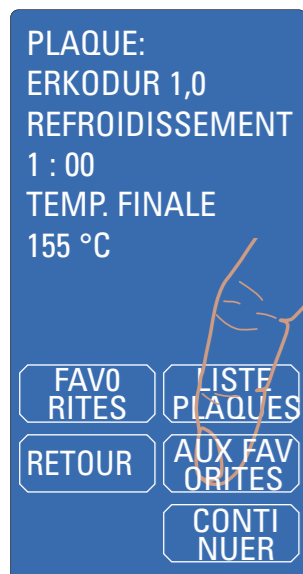 PLAQUE:
ERKODUR 1,0
REFROIDISSEMENT
1 : 00
TEMP. FINALE
155 °C
FAVO
RITES
LISTE
PLAQUES
RETOUR
AUX FAV
ORITES
CONTI
NUER